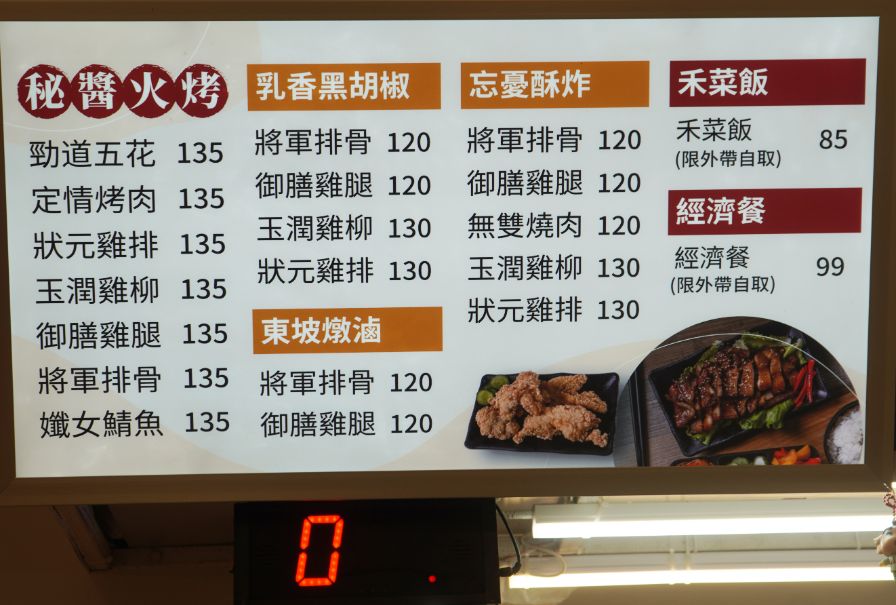 秘醬火烤
勁道五花 135
定情烤肉 135
狀元雞排 135
玉潤雞柳 135
御膳雞腿 135
將軍排骨 135
孅女鯖魚 135
乳香黑胡椒
將軍排骨 120
御膳雞腿 120
玉潤雞柳 130
狀元雞排 130
東坡燉滷
將軍排骨 120
御膳雞腿 120
忘憂酥炸
將軍排骨 120
御膳雞腿 120
無雙燒肉 120
玉潤雞柳 130
狀元雞排 130
禾菜飯
禾菜飯 85
(限外帶自取)
經濟餐
經濟餐 99
(限外帶自取)
0